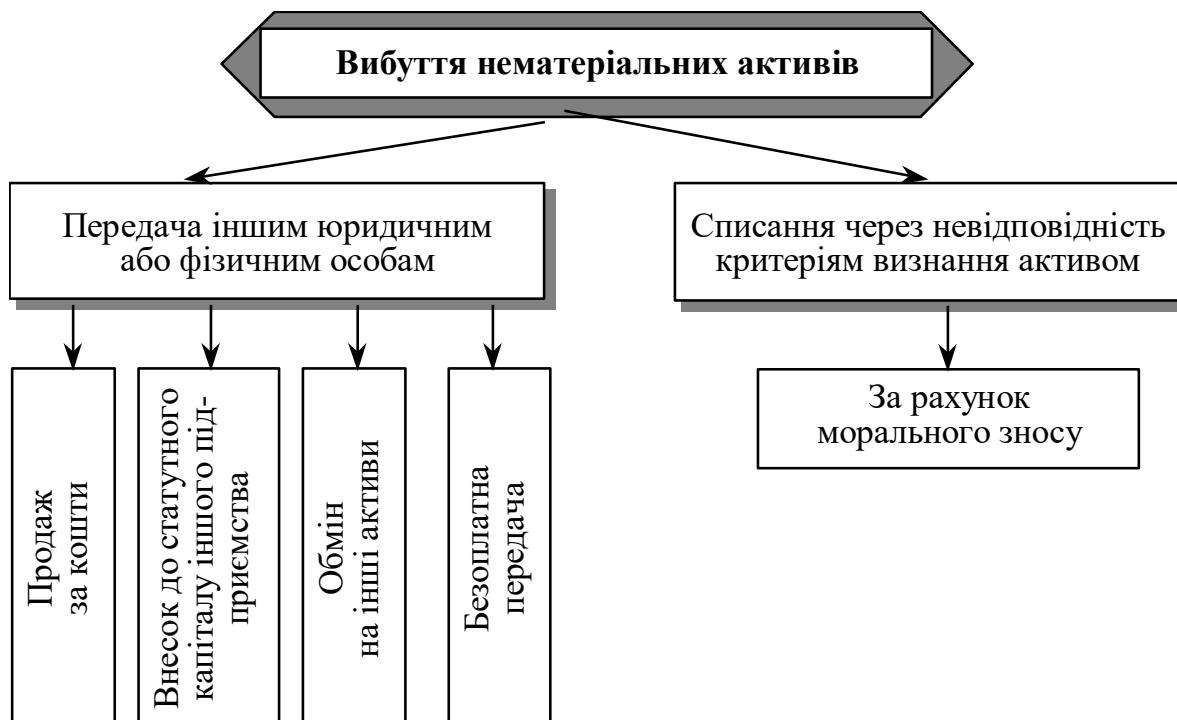 Вибуття нематеріальних активів
Передача іншим юридичним
або фізичним особам
Списання через невідповідність
критеріям визнання активом
Продаж
за кошти
Внесок до статутного
капіталу іншого під-
приємства
Обмін
на інші активи
Безоплатна
передача
За рахунок
морального зносу